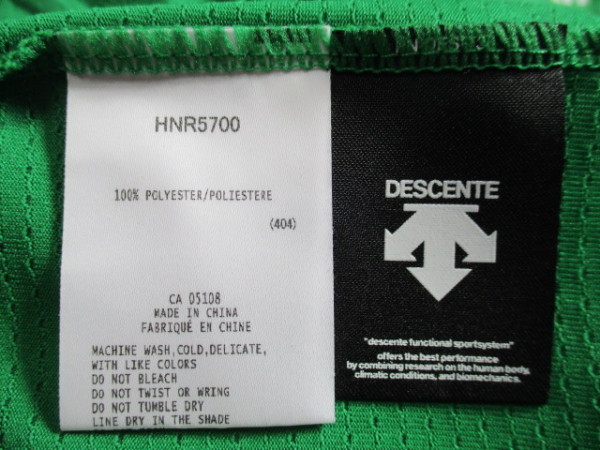 HNR5700
100% POLYESTER/POLIESTERE
(404)
CA 05108
MADE IN CHINA
FABRIQUÉ EN CHINE
MACHINE WASH,COLD,DELICATE,
WITH LIKE COLORS
DO NOT BLEACH
DO NOT TWIST OR WRING
DO NOT TUMBLE DRY
LINE DRY IN THE SHADE
DESCENTE
"descente functional sportsystem"
offers the best performance
by combining research on the human body,
climatic conditions, and biomechanics.